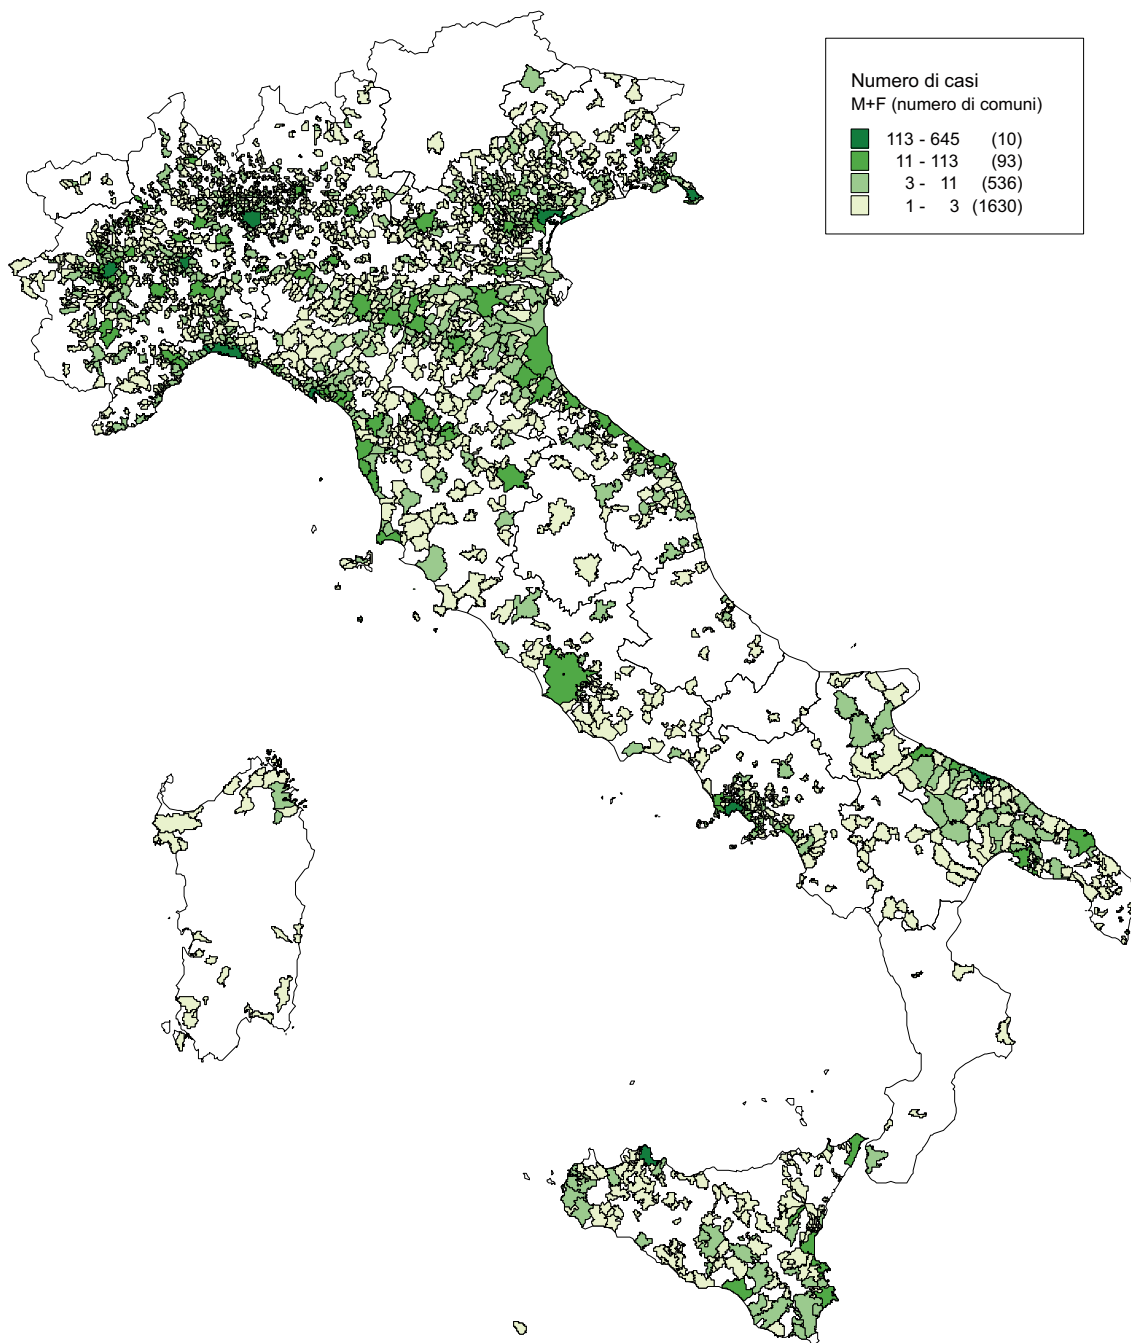 Numero di casi
M+F (numero di comuni)
113 - 645 (10)
11 - 113 (93)
3 - 11 (536)
1 - 3 (1630)